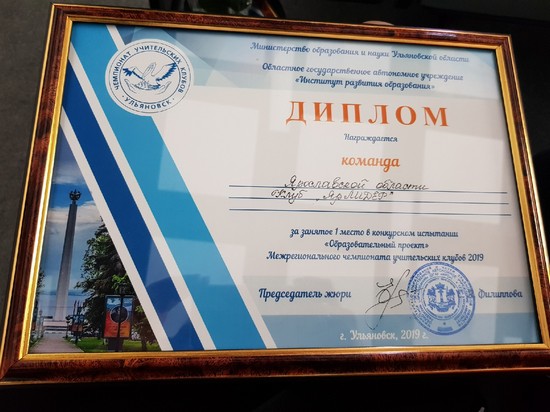 ЧЕМПИОНАТ УЧИТЕЛЬСКИХ КЛУБОВ
УЛЬЯНОВСК
Министерство образования и науки Ульяновской области
Областное государственное автономное учреждение
«Институт развития образования»
ДИПЛОМ
Награждается
команда
Ярославской области
Клуб "ЯрЛИДЕР"
за занятое 1 место в конкурсном испытании
«Образовательный проект»
Межрегионального чемпионата учительских клубов 2019
Председатель жюри
Филиппова
г. Ульяновск, 2019 г.